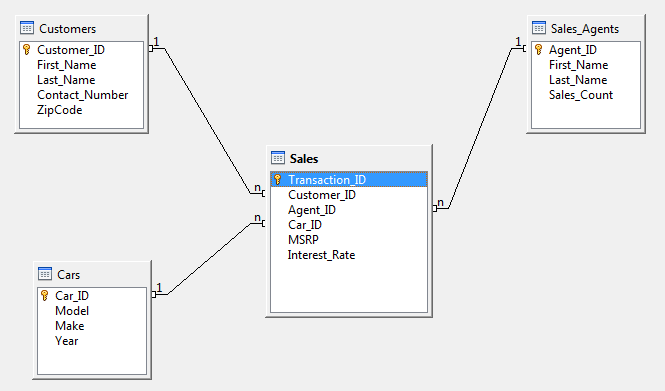 Customers
Customer_ID
First_Name
Last_Name
Contact_Number
ZipCode
1
Sales_Agents
Agent_ID
First_Name
Last_Name
Sales_Count
1
Sales
Transaction_ID
Customer_ID
Agent_ID
Car_ID
MSRP
Interest_Rate
n
n
n
Cars
Car_ID
Model
Make
Year
1